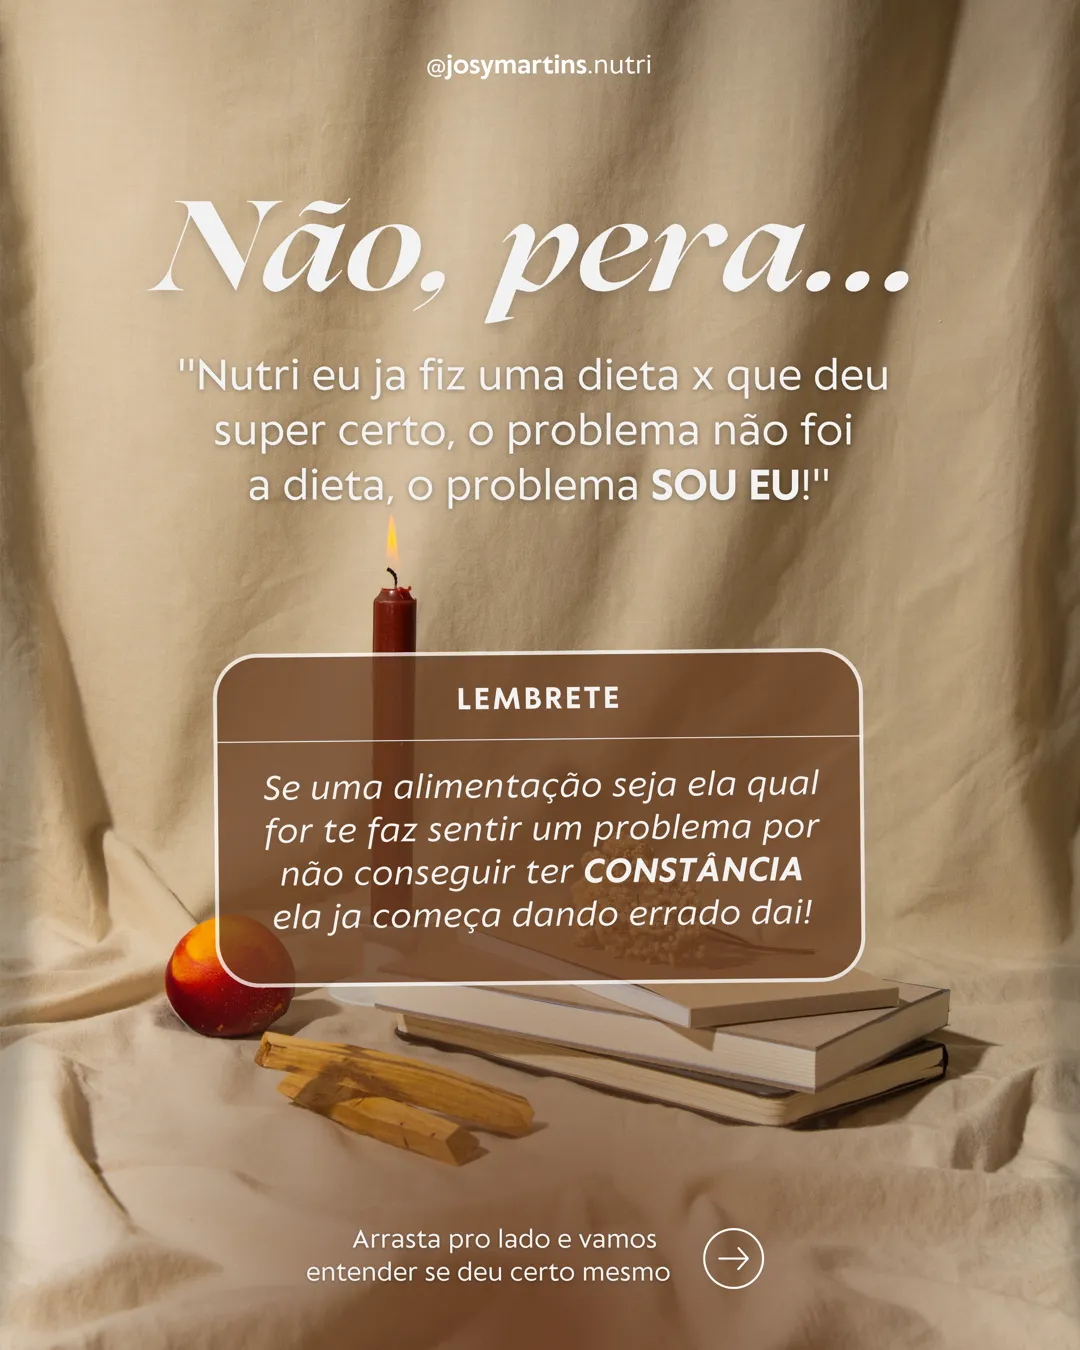 @josymartins.nutri
Não, pera...
"Nutri eu ja fiz uma dieta x que deu
super certo, o problema não foi
a dieta, o problema SOU EU!"
LEMBRETE
Se uma alimentação seja ela qual
for te faz sentir um problema por
não conseguir ter CONSTÂNCIA
ela ja começa dando errado dai!
Arrasta pro lado e vamos
entender se deu certo mesmo